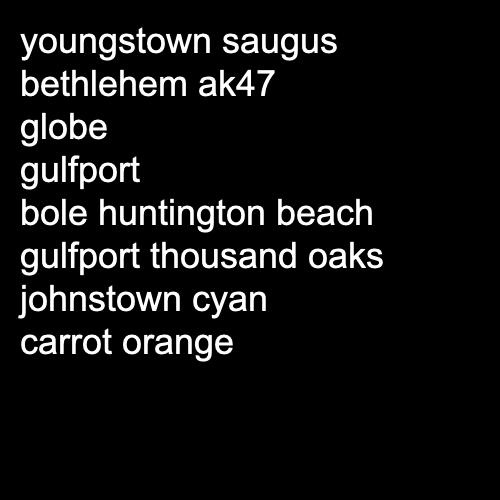 youngstown saugus
bethlehem ak47
globe
gulfport
bole huntington beach
gulfport thousand oaks
johnstown cyan
carrot orange